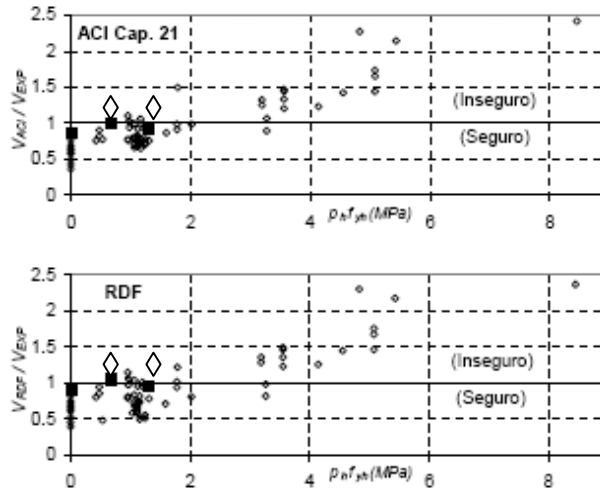 2.5
ACI Cap. 21
2
V_ACI / V_EXP
1.5
(Inseguro)
1
(Seguro)
0.5
0
0 2 4 6 8
p_h f_yh (MPa)
2.5
RDF
2
V_RDF / V_EXP
1.5
(Inseguro)
1
(Seguro)
0.5
0
0 2 4 6 8
p_h f_yh (MPa)